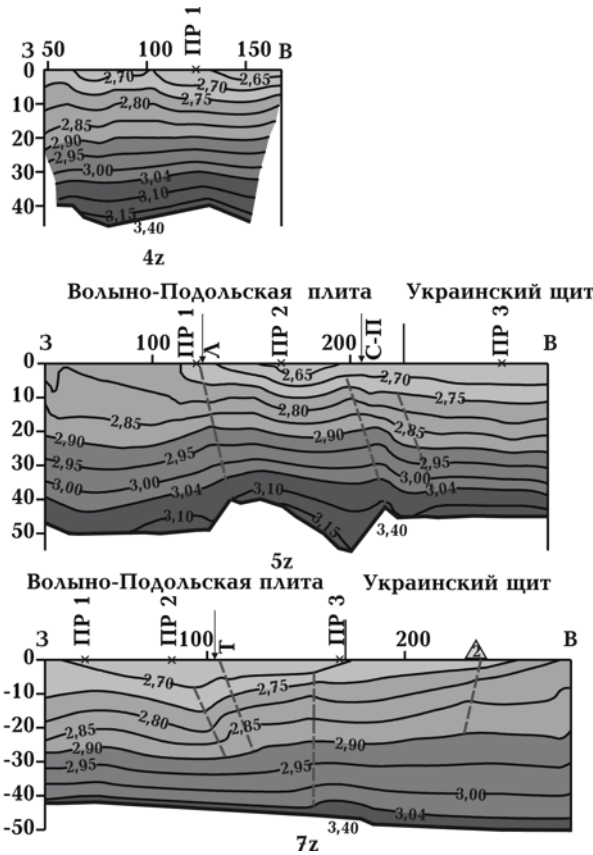 ПР 1
З 50 100 150 В
0
2,70 2,70 2,65
10
2,80 2,75
20
2,85
2,90
2,95
30
3,00 3,04
3,10
40
3,15
3,40
4z
Волыно-Подольская плита Украинский щит
ПР 1 Л ПР 2 С-П ПР 3
З 100 200 В
0
2,65 2,70
10
2,75
2,80
2,85 2,85
20
2,90 2,90
30
2,95 2,95 2,95
3,00 3,00 3,00
3,04 3,04
40
3,10 3,10
50
3,10 3,15 3,40
5z
Волыно-Подольская плита Украинский щит
ПР 1 ПР 2 Т ПР 3
З 100 200 2 В
0
2,70 2,75
-10
2,80
-20
2,85 2,85
2,90 2,90
-30
2,95 2,95
-40
3,00
3,04
-50
3,40
7z